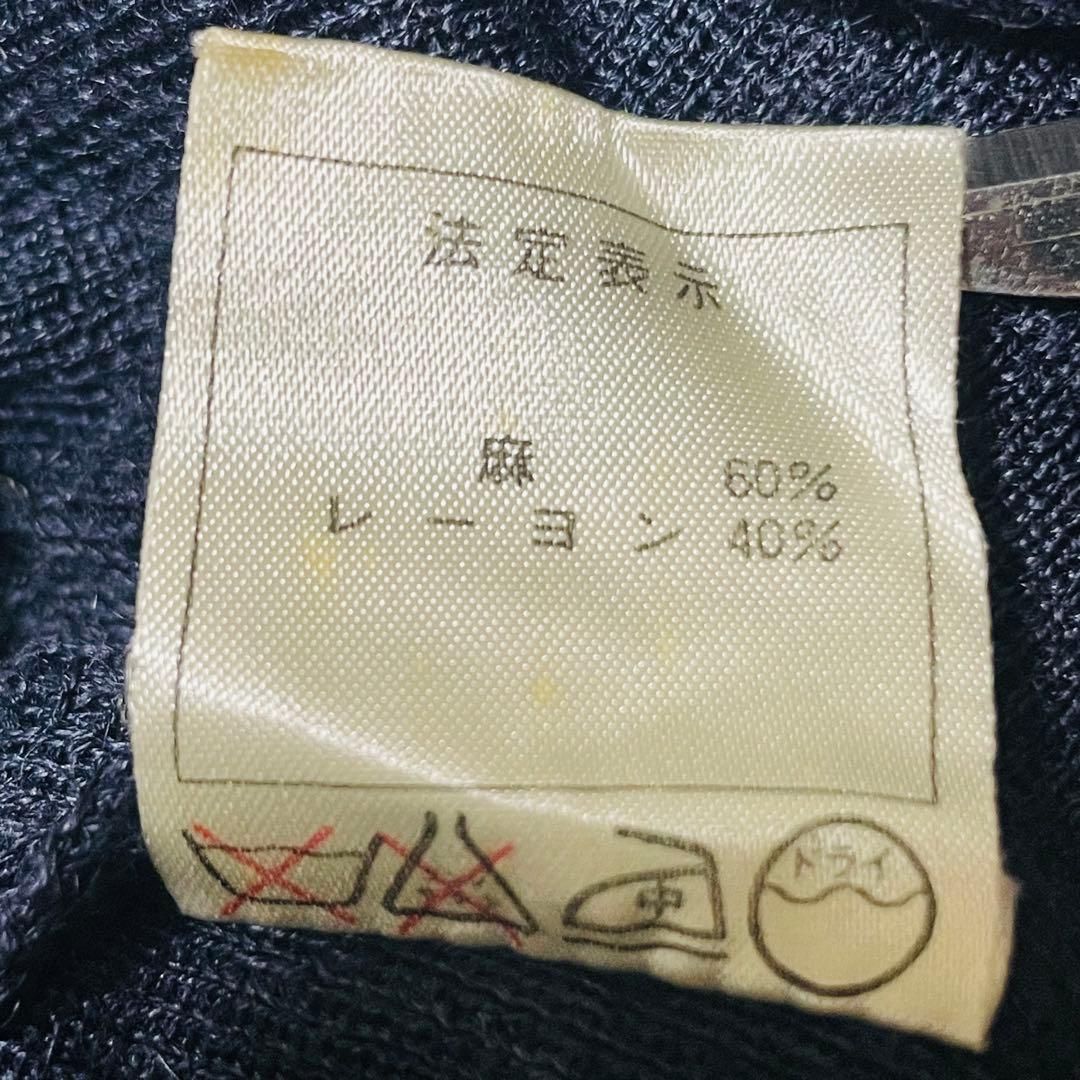 法定表示
麻 60%
レーヨン 40%
中
ドライ